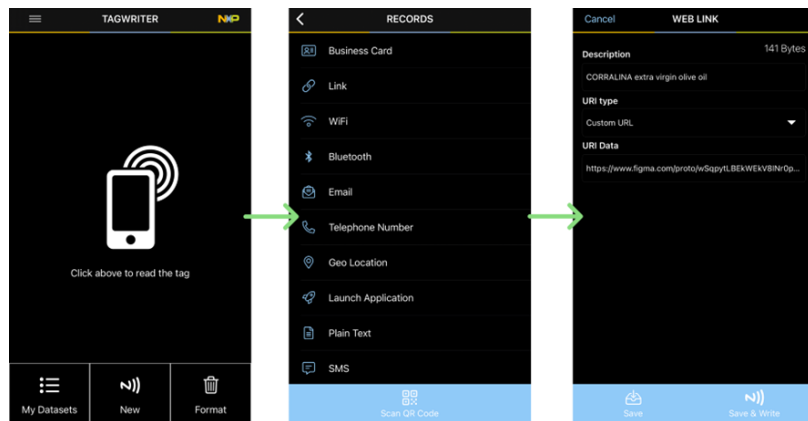 TAGWRITER
NXP
Click above to read the tag
My Datasets
New
Format
RECORDS
Business Card
Link
WiFi
Bluetooth
Email
Telephone Number
Geo Location
Launch Application
Plain Text
SMS
Scan QR Code
Cancel
WEB LINK
Description
141 Bytes
CORRALINA extra virgin olive oil
URI type
Custom URL
URI Data
https://www.figma.com/proto/wSqpytLBEkWEkV8INr0p...
Save
Save & Write